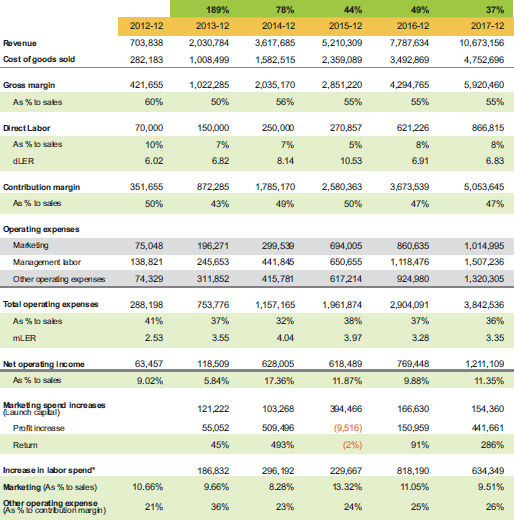 189% 78% 44% 49% 37%
2012-12 2013-12 2014-12 2015-12 2016-12 2017-12
Revenue 703,838 2,030,784 3,617,685 5,210,309 7,787,634 10,673,156
Cost of goods sold 282,183 1,008,499 1,582,515 2,359,089 3,492,869 4,752,696
Gross margin 421,655 1,022,285 2,035,170 2,851,220 4,294,765 5,920,460
As % to sales 60% 50% 56% 55% 55% 55%
Direct Labor 70,000 150,000 250,000 270,857 621,226 866,815
As % to sales 10% 7% 7% 5% 8% 8%
dLER 6.02 6.82 8.14 10.53 6.91 6.83
Contribution margin 351,655 872,285 1,785,170 2,580,363 3,673,539 5,053,645
As % to sales 50% 43% 49% 50% 47% 47%
Operating expenses
Marketing 75,048 196,271 299,539 694,005 860,635 1,014,995
Management labor 138,821 245,653 441,845 650,655 1,118,476 1,507,236
Other operating expenses 74,329 311,852 415,781 617,214 924,980 1,320,305
Total operating expenses 288,198 753,776 1,157,165 1,961,874 2,904,091 3,842,536
As % to sales 41% 37% 32% 38% 37% 36%
mLER 2.53 3.55 4.04 3.97 3.28 3.35
Net operating income 63,457 118,509 628,005 618,489 769,448 1,211,109
As % to sales 9.02% 5.84% 17.36% 11.87% 9.88% 11.35%
Marketing spend increases
(Launch capital) 121,222 103,268 394,466 166,630 154,360
Profit increase 55,052 509,496 (9,516) 150,959 441,661
Return 45% 493% (2%) 91% 286%
Increase in labor spend* 186,832 296,192 229,667 818,190 634,349
Marketing (As % to sales) 10.66% 9.66% 8.28% 13.32% 11.05% 9.51%
Other operating expense
(As % to contribution margin) 21% 36% 23% 24% 25% 26%